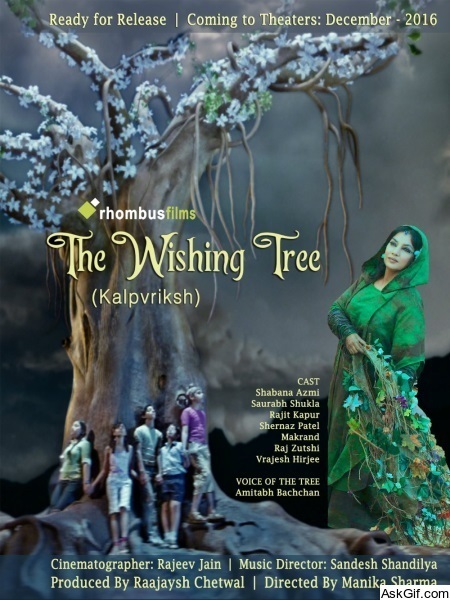 Ready for Release | Coming to Theaters: December - 2016
rhombusfilms
The Wishing Tree
(Kalpvriksh)
CAST
Shabana Azmi
Saurabh Shukla
Rajit Kapur
Shernaz Patel
Makrand
Raj Zutshi
Vrajesh Hirjee
VOICE OF THE TREE
Amitabh Bachchan
Cinematographer: Rajeev Jain | Music Director: Sandesh Shandilya
Produced By Raajaysh Chetwal | Directed By Manika Sharma
AskGif.com